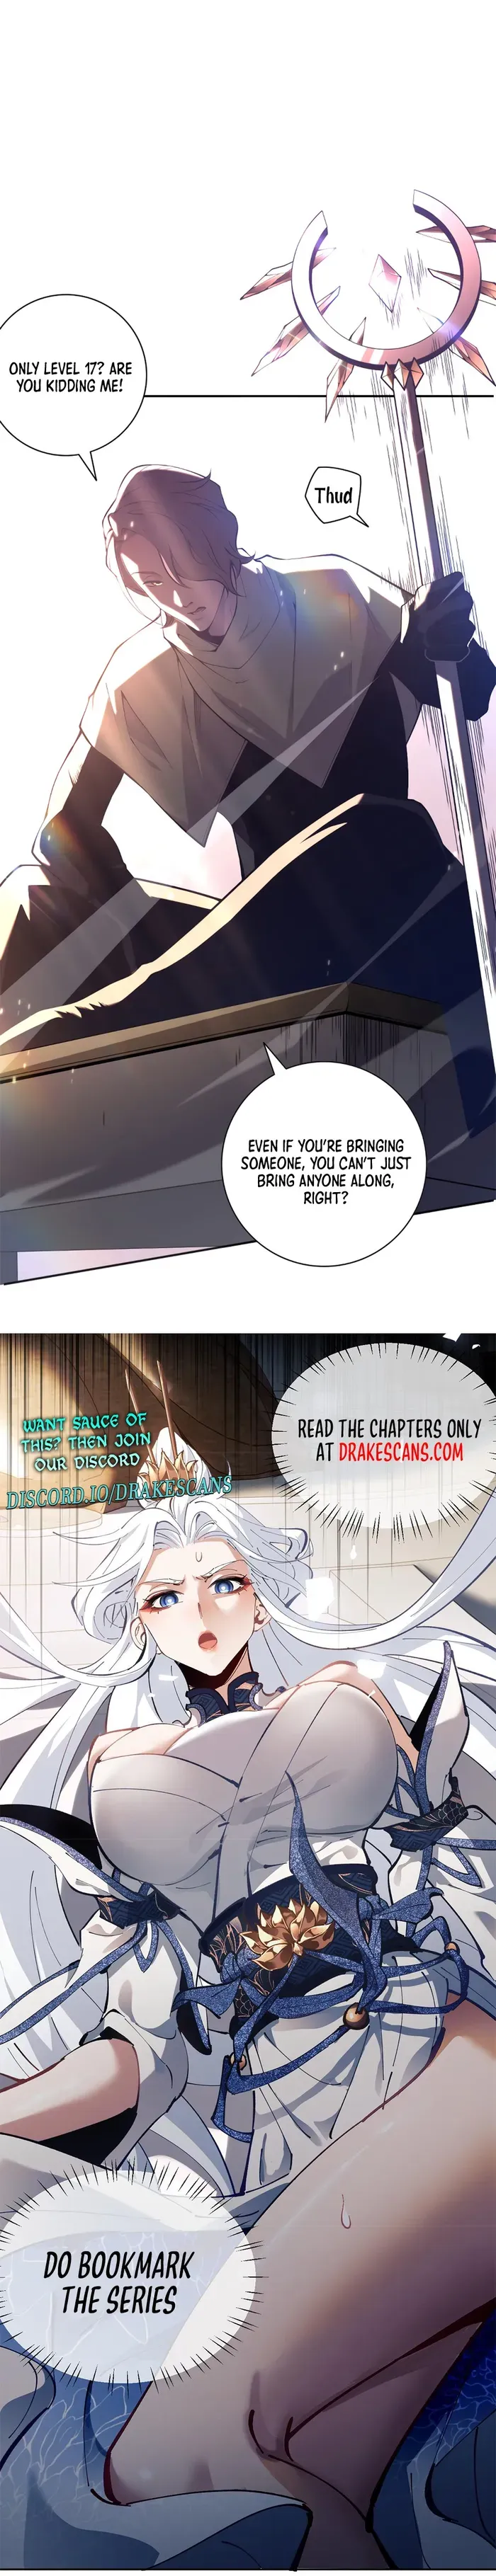 ONLY LEVEL 17? ARE
YOU KIDDING ME!
Thud
EVEN IF YOU'RE BRINGING
SOMEONE, YOU CAN'T JUST
BRING ANYONE ALONG,
RIGHT?
WANT SAUCE OF
THIS? THEN JOIN
OUR DISCORD
DISCORD.IO/DRAKESCANS
READ THE CHAPTERS ONLY
AT DRAKESCANS.COM
DO BOOKMARK
THE SERIES